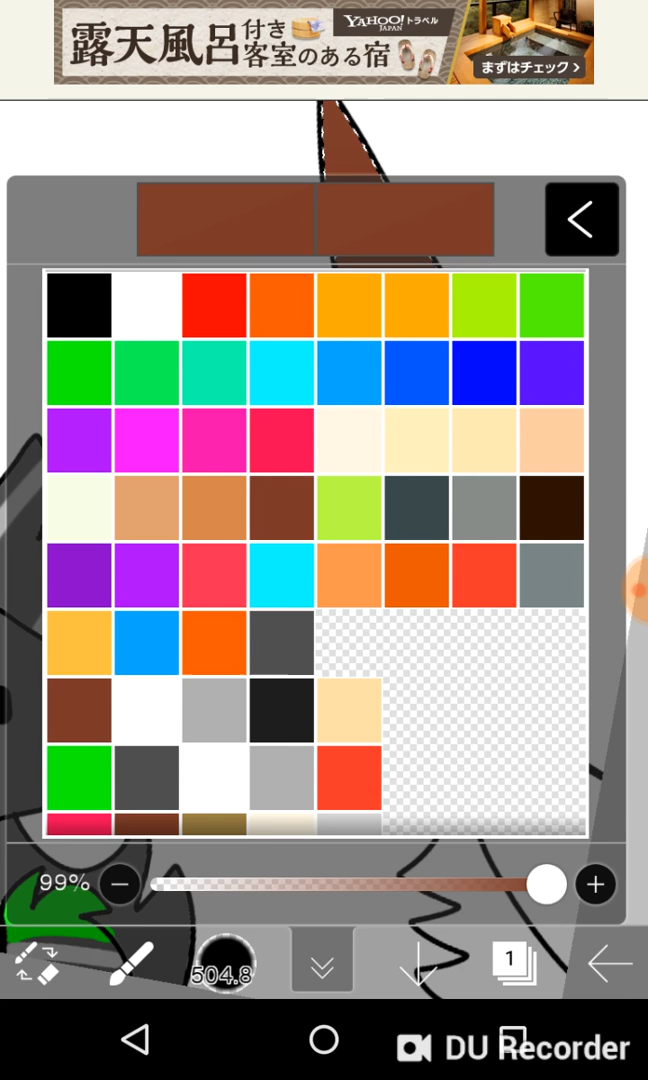 露天風呂付き客室のある宿
YAHOO! トラベル
JAPAN
まずはチェック >
99%
504.8
1
DU Recorder